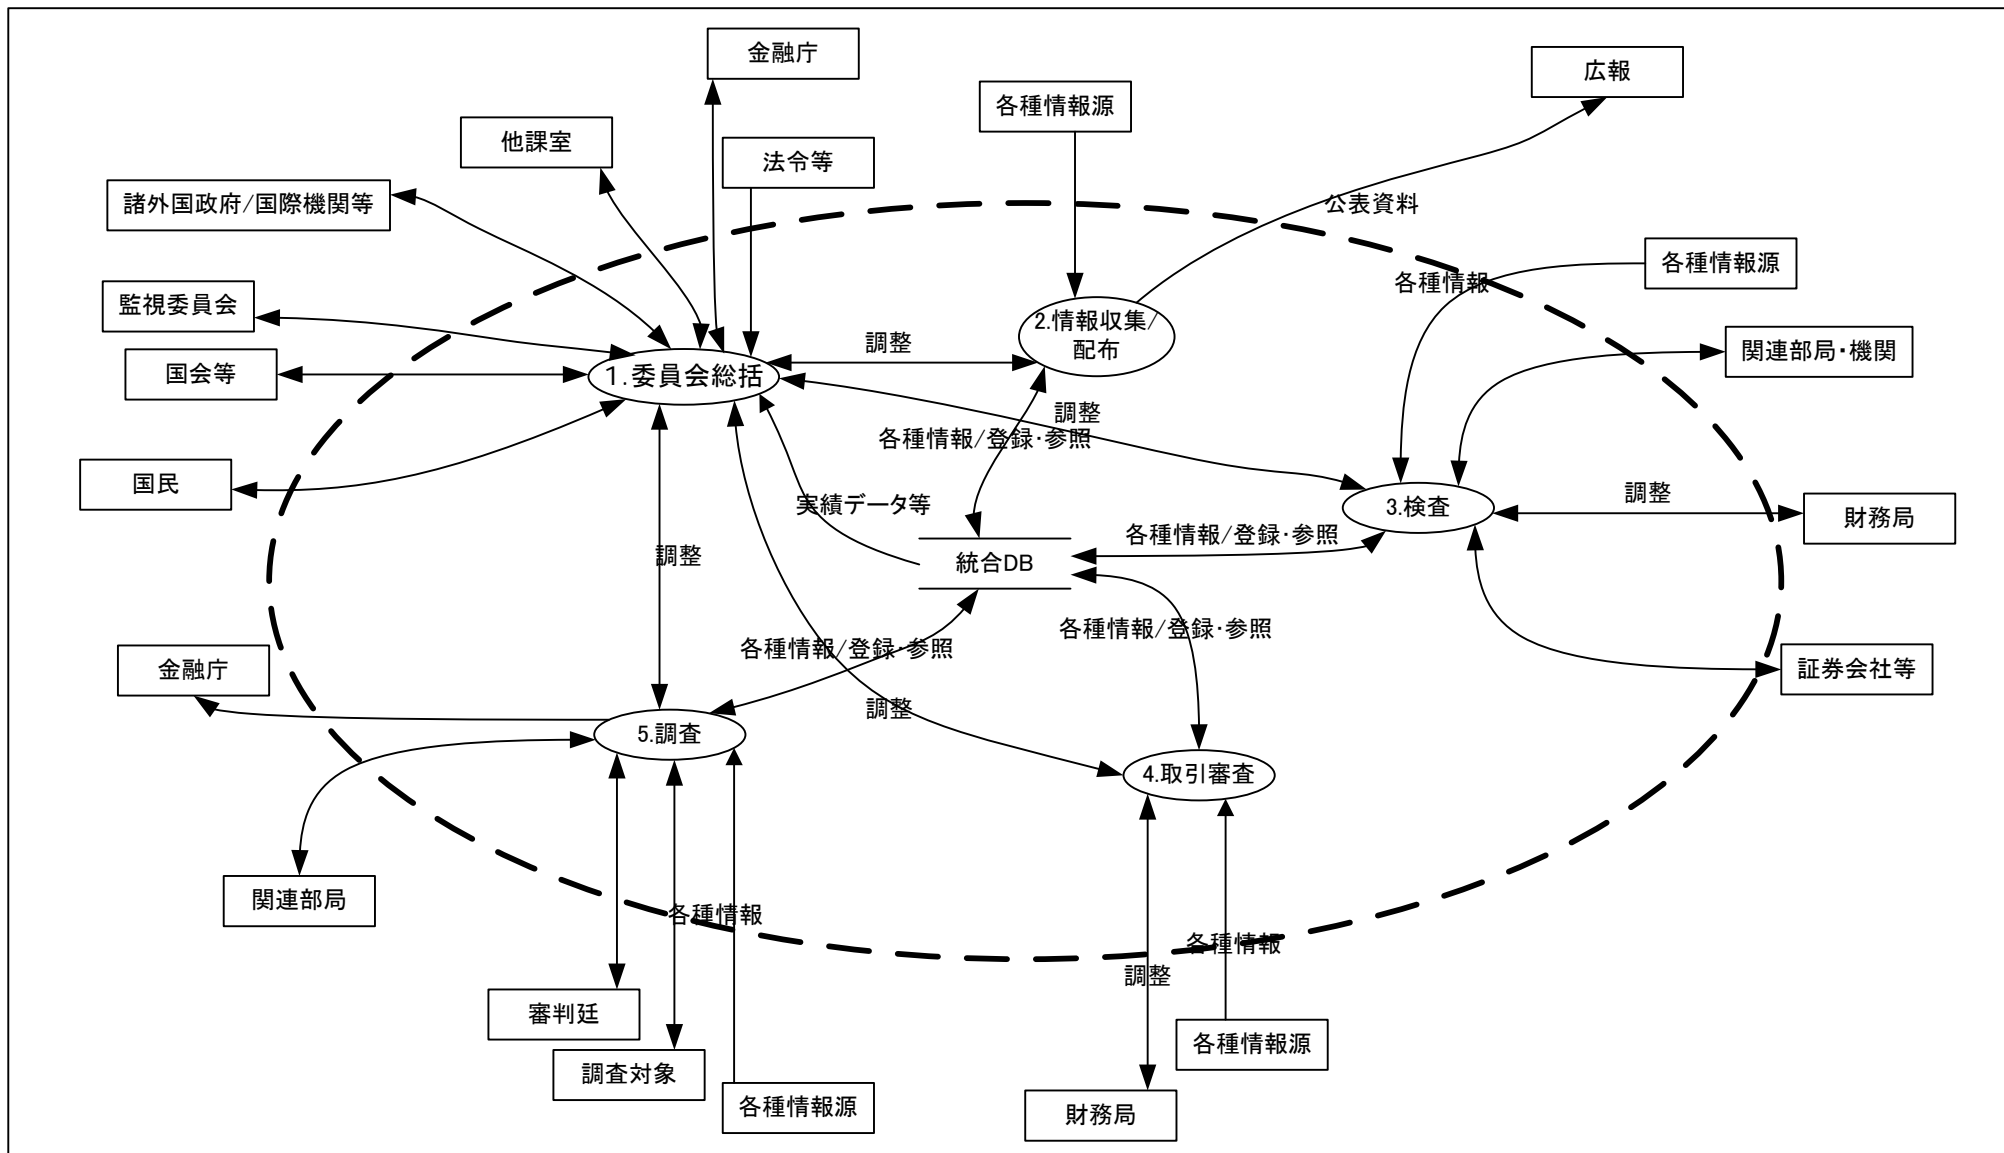 金融庁
広報
各種情報源
他課室
法令等
諸外国政府/国際機関等
公表資料
各種情報源
各種情報
監視委員会
2.情報収集/
配布
調整
関連部局・機関
国会等
１.委員会総括
調整
各種情報/登録・参照
国民
実績データ等
3.検査
調整
財務局
各種情報/登録・参照
調整
統合DB
各種情報/登録・参照
各種情報/登録・参照
金融庁
証券会社等
調整
5.調査
4.取引審査
関連部局
各種情報
各種情報
調整
審判廷
各種情報源
調査対象
各種情報源
財務局